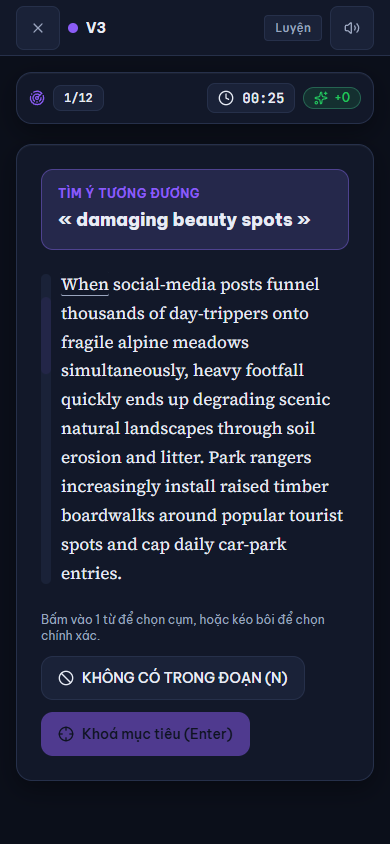 V3
Luyện
1/12
00:25
+0
TÌM Ý TƯƠNG ĐƯƠNG
« damaging beauty spots »
When social-media posts funnel
thousands of day-trippers onto
fragile alpine meadows
simultaneously, heavy footfall
quickly ends up degrading scenic
natural landscapes through soil
erosion and litter. Park rangers
increasingly install raised timber
boardwalks around popular tourist
spots and cap daily car-park
entries.
Bấm vào 1 từ để chọn cụm, hoặc kéo bôi để chọn
chính xác.
KHÔNG CÓ TRONG ĐOẠN (N)
Khoá mục tiêu (Enter)